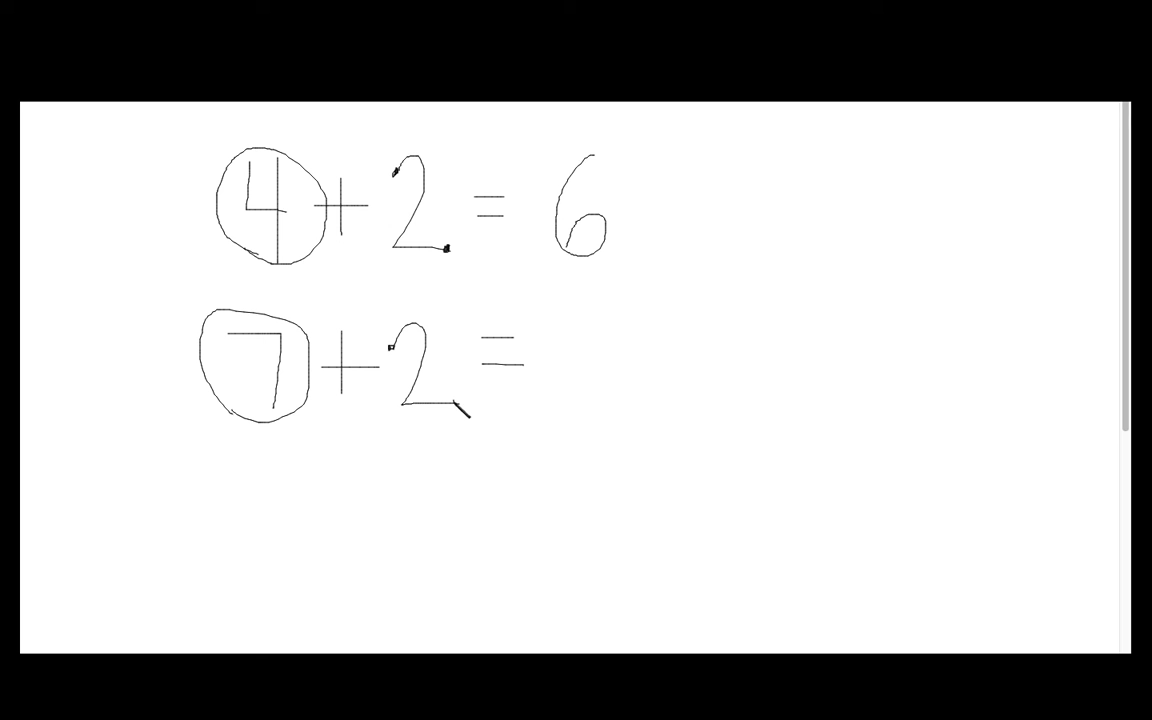 4 + 2 = 6
7 + 2 =